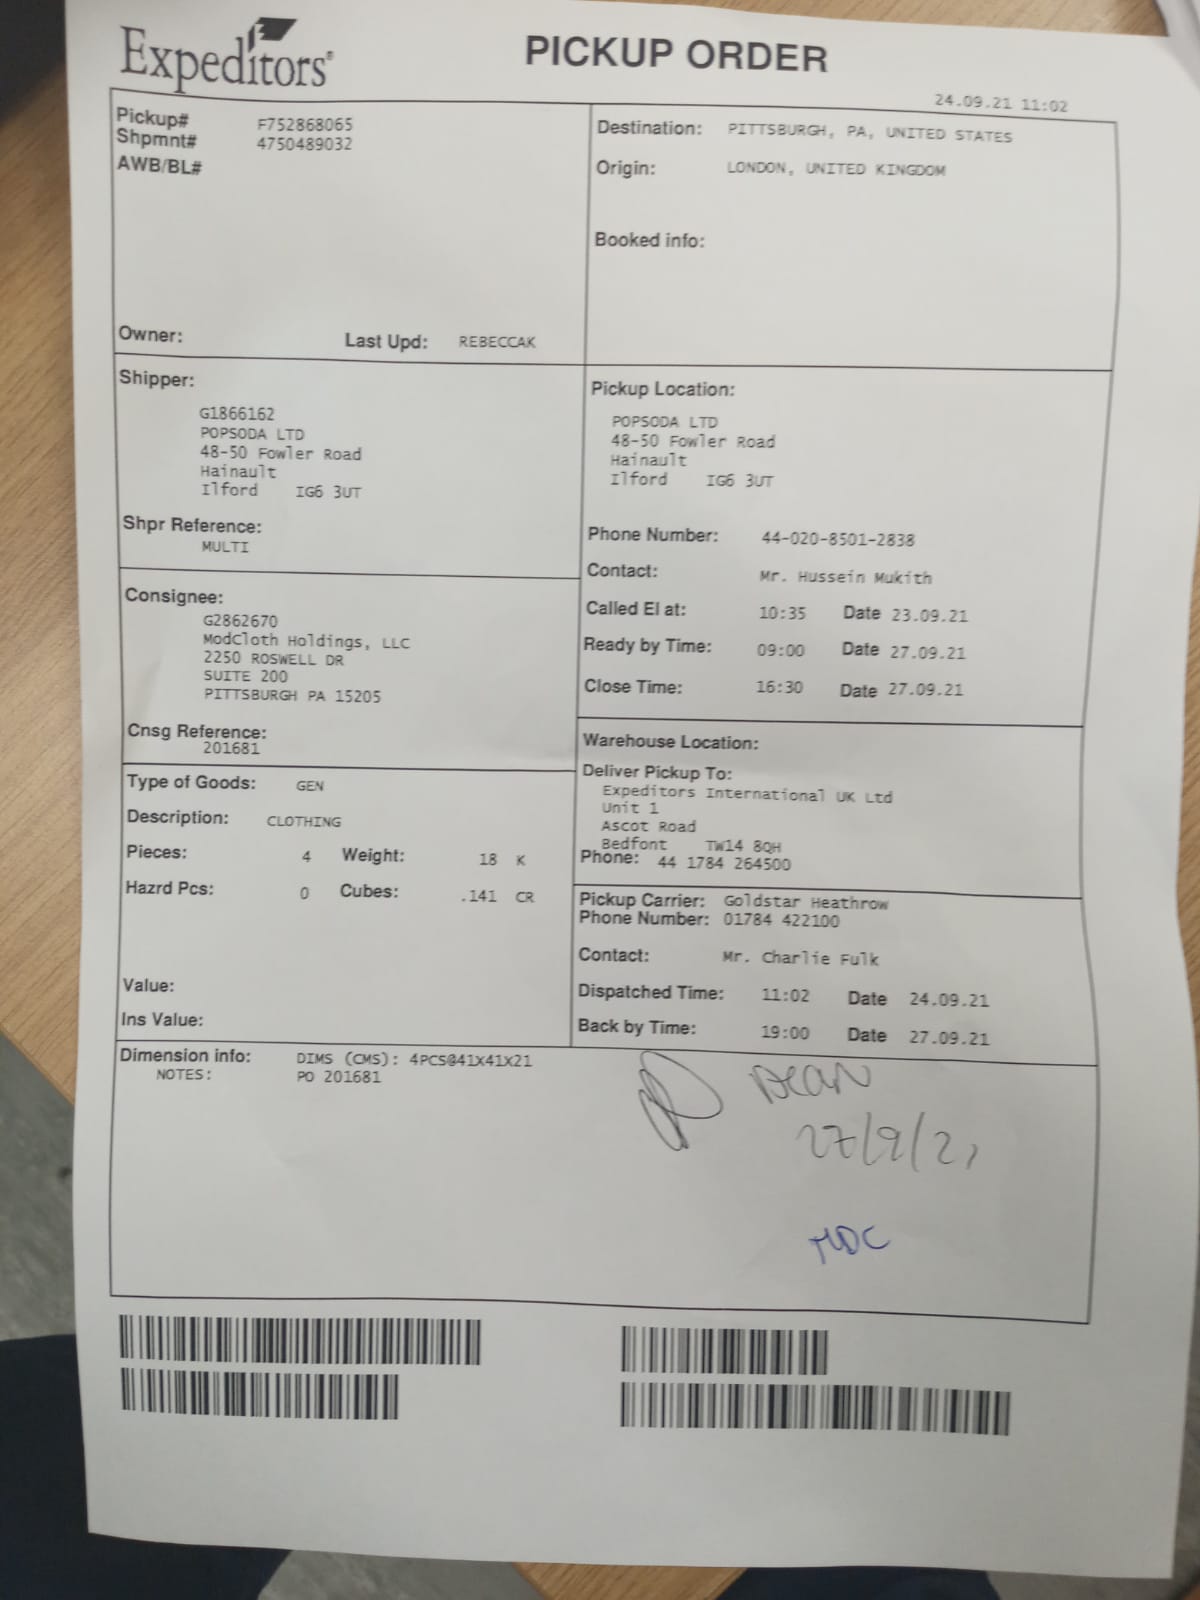 Expeditors®
PICKUP ORDER
24.09.21 11:02
Pickup# F752868065
Shpmnt# 4750489032
AWB/BL#
Owner: Last Upd: REBECCAK
Destination: PITTSBURGH, PA, UNITED STATES
Origin: LONDON, UNITED KINGDOM
Booked info:
Shipper:
G1866162
POPSODA LTD
48-50 Fowler Road
Hainault
Ilford IG6 3UT
Shpr Reference:
MULTI
Pickup Location:
POPSODA LTD
48-50 Fowler Road
Hainault
Ilford IG6 3UT
Phone Number: 44-020-8501-2838
Contact: Mr. Hussein Mukith
Called EI at: 10:35 Date 23.09.21
Ready by Time: 09:00 Date 27.09.21
Close Time: 16:30 Date 27.09.21
Consignee:
G2862670
ModCloth Holdings, LLC
2250 ROSWELL DR
SUITE 200
PITTSBURGH PA 15205
Cnsg Reference:
201681
Warehouse Location:
Deliver Pickup To:
Expeditors International UK Ltd
Unit 1
Ascot Road
Bedfont TW14 8QH
Phone: 44 1784 264500
Type of Goods: GEN
Description: CLOTHING
Pieces: 4 Weight: 18 K
Hazrd Pcs: 0 Cubes: .141 CR
Value:
Ins Value:
Pickup Carrier: Goldstar Heathrow
Phone Number: 01784 422100
Contact: Mr. Charlie Fulk
Dispatched Time: 11:02 Date 24.09.21
Back by Time: 19:00 Date 27.09.21
Dimension info: DIMS (CMS): 4PCS@41X41X21
NOTES: PO 201681
Dean
27/9/21